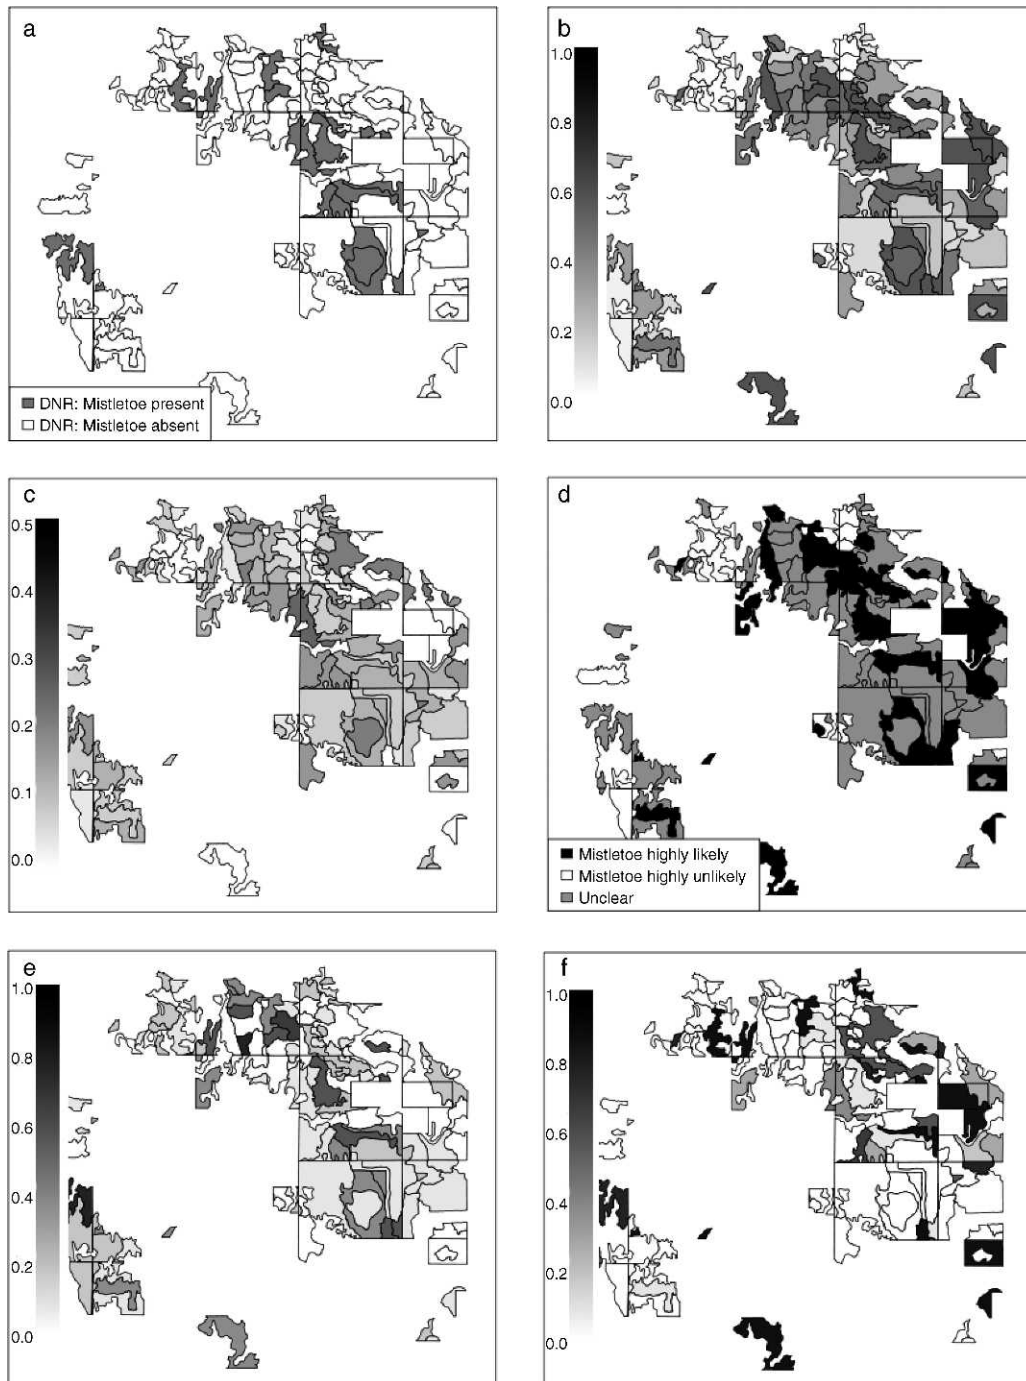 a
DNR: Mistletoe present
DNR: Mistletoe absent
b
1.0
0.8
0.6
0.4
0.2
0.0
c
0.5
0.4
0.3
0.2
0.1
0.0
d
Mistletoe highly likely
Mistletoe highly unlikely
Unclear
e
1.0
0.8
0.6
0.4
0.2
0.0
f
1.0
0.8
0.6
0.4
0.2
0.0